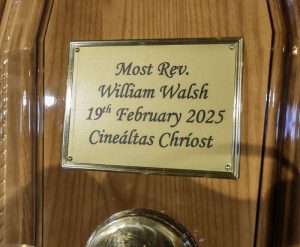 Most Rev.
William Walsh
19th February 2025
Cineáltas Chríost